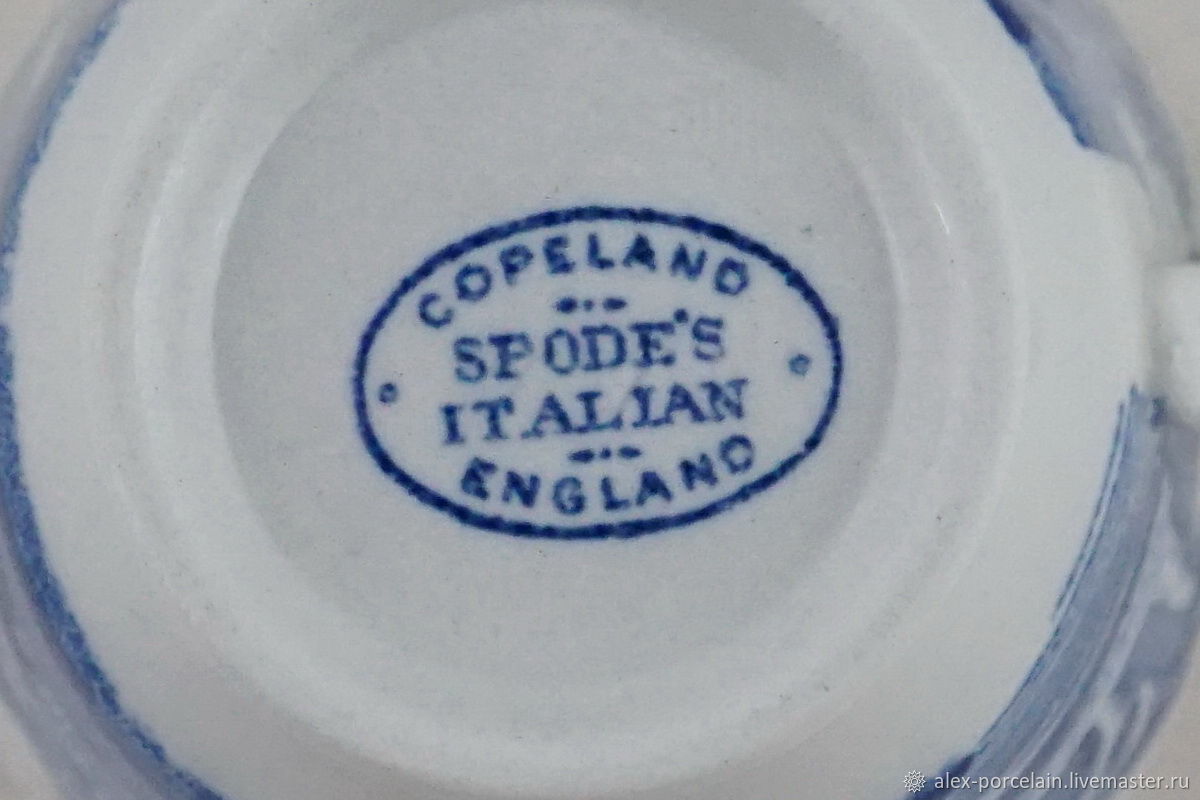 COPELAND
SPODE'S
ITALIAN
ENGLAND
alex-porcelain.livemaster.ru